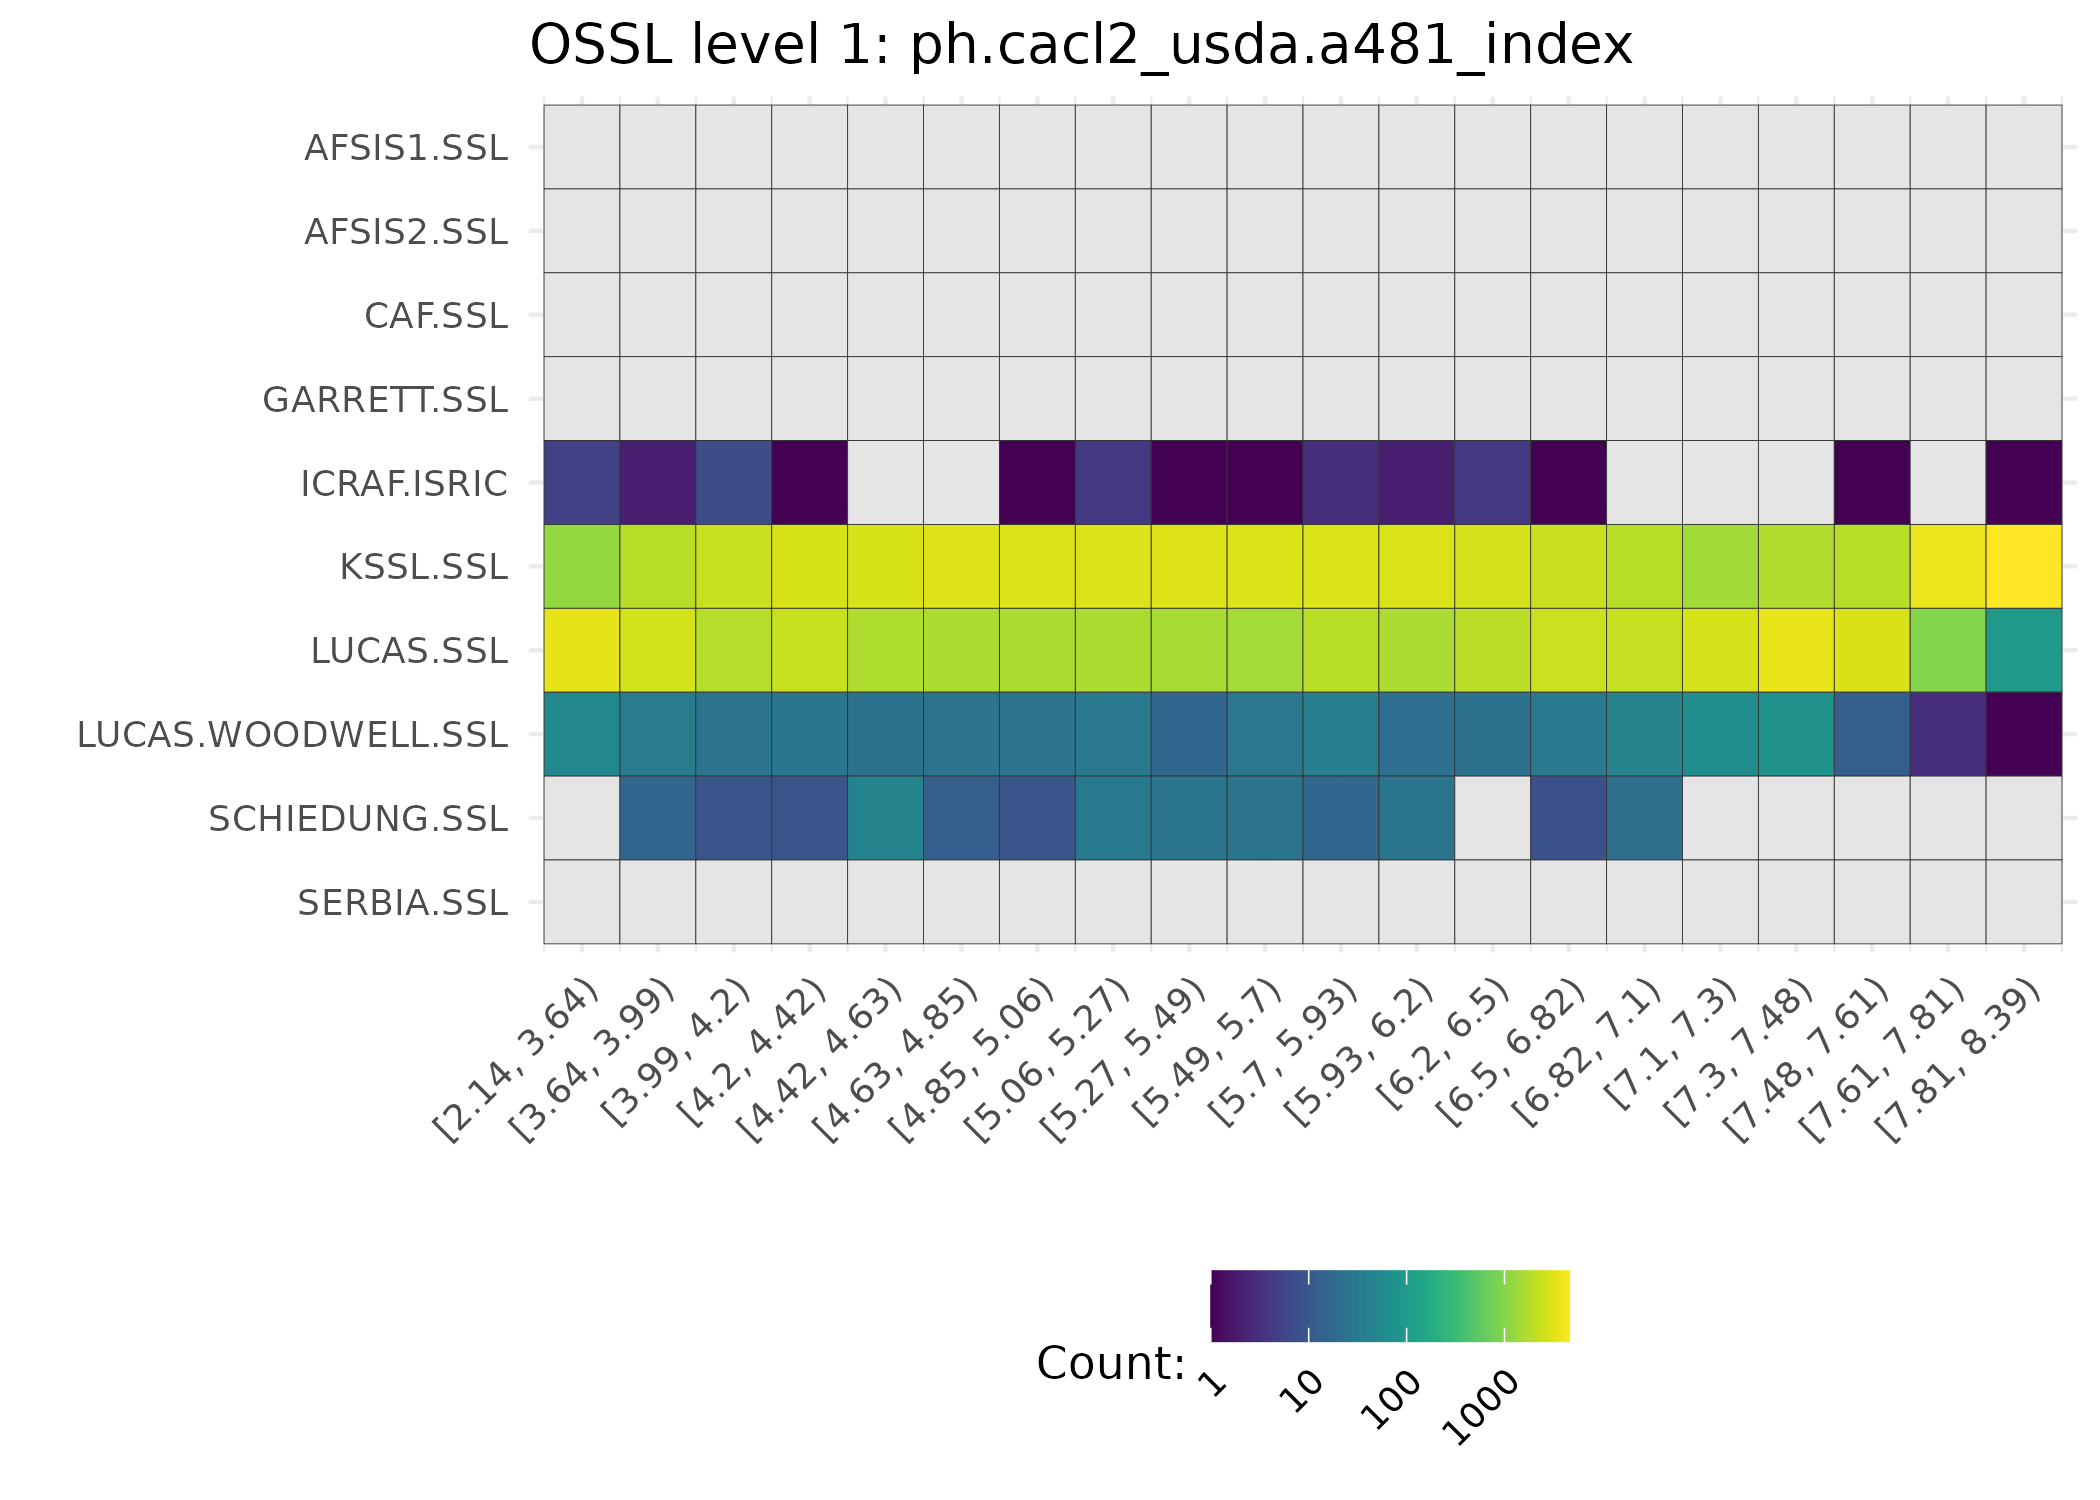 OSSL level 1: ph.cacl2_usda.a481_index
AFSIS1.SSL
AFSIS2.SSL
CAF.SSL
GARRETT.SSL
ICRAF.ISRIC
KSSL.SSL
LUCAS.SSL
LUCAS.WOODWELL.SSL
SCHIEDUNG.SSL
SERBIA.SSL
[2.14, 3.64)
[3.64, 3.99)
[3.99, 4.2)
[4.2, 4.42)
[4.42, 4.63)
[4.63, 4.85)
[4.85, 5.06)
[5.06, 5.27)
[5.27, 5.49)
[5.49, 5.7)
[5.7, 5.93)
[5.93, 6.2)
[6.2, 6.5)
[6.5, 6.82)
[6.82, 7.1)
[7.1, 7.3)
[7.3, 7.48)
[7.48, 7.61)
[7.61, 7.81)
[7.81, 8.39)
Count:
1
10
100
1000